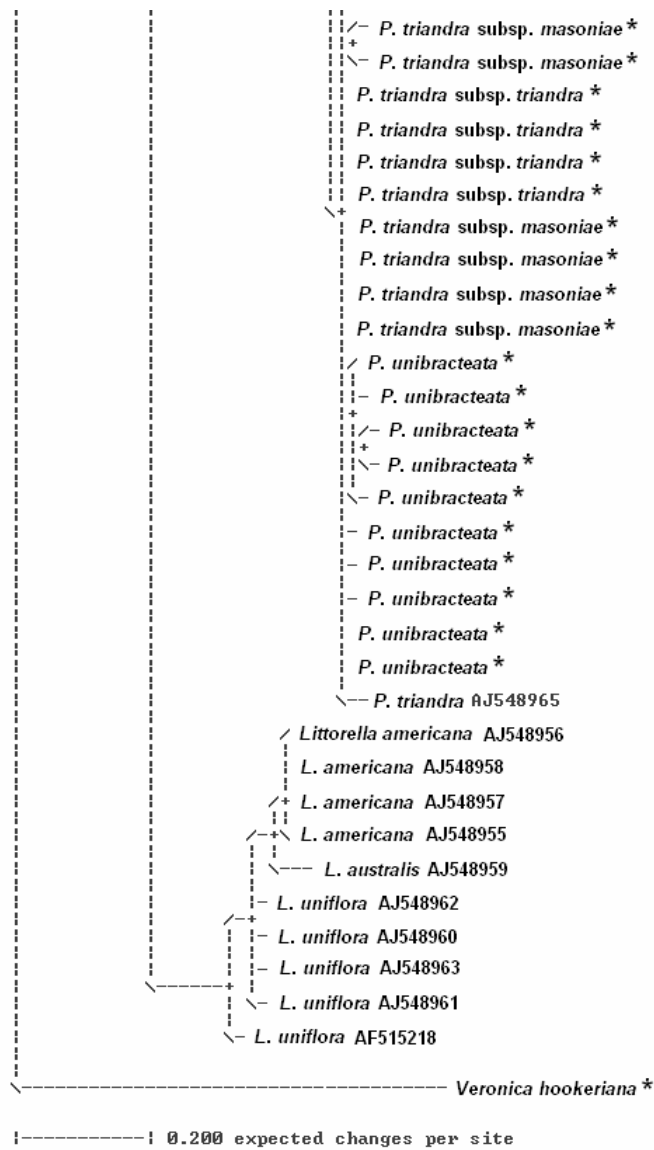 P. triandra subsp. masoniae *
P. triandra subsp. masoniae *
P. triandra subsp. triandra *
P. triandra subsp. triandra *
P. triandra subsp. triandra *
P. triandra subsp. triandra *
P. triandra subsp. masoniae *
P. triandra subsp. masoniae *
P. triandra subsp. masoniae *
P. triandra subsp. masoniae *
P. unibracteata *
P. unibracteata *
P. unibracteata *
P. unibracteata *
P. unibracteata *
P. unibracteata *
P. unibracteata *
P. unibracteata *
P. unibracteata *
P. unibracteata *
P. triandra AJ548965
Littorella americana AJ548956
L. americana AJ548958
L. americana AJ548957
L. americana AJ548955
L. australis AJ548959
L. uniflora AJ548962
L. uniflora AJ548960
L. uniflora AJ548963
L. uniflora AJ548961
L. uniflora AF515218
Veronica hookeriana *
0.200 expected changes per site